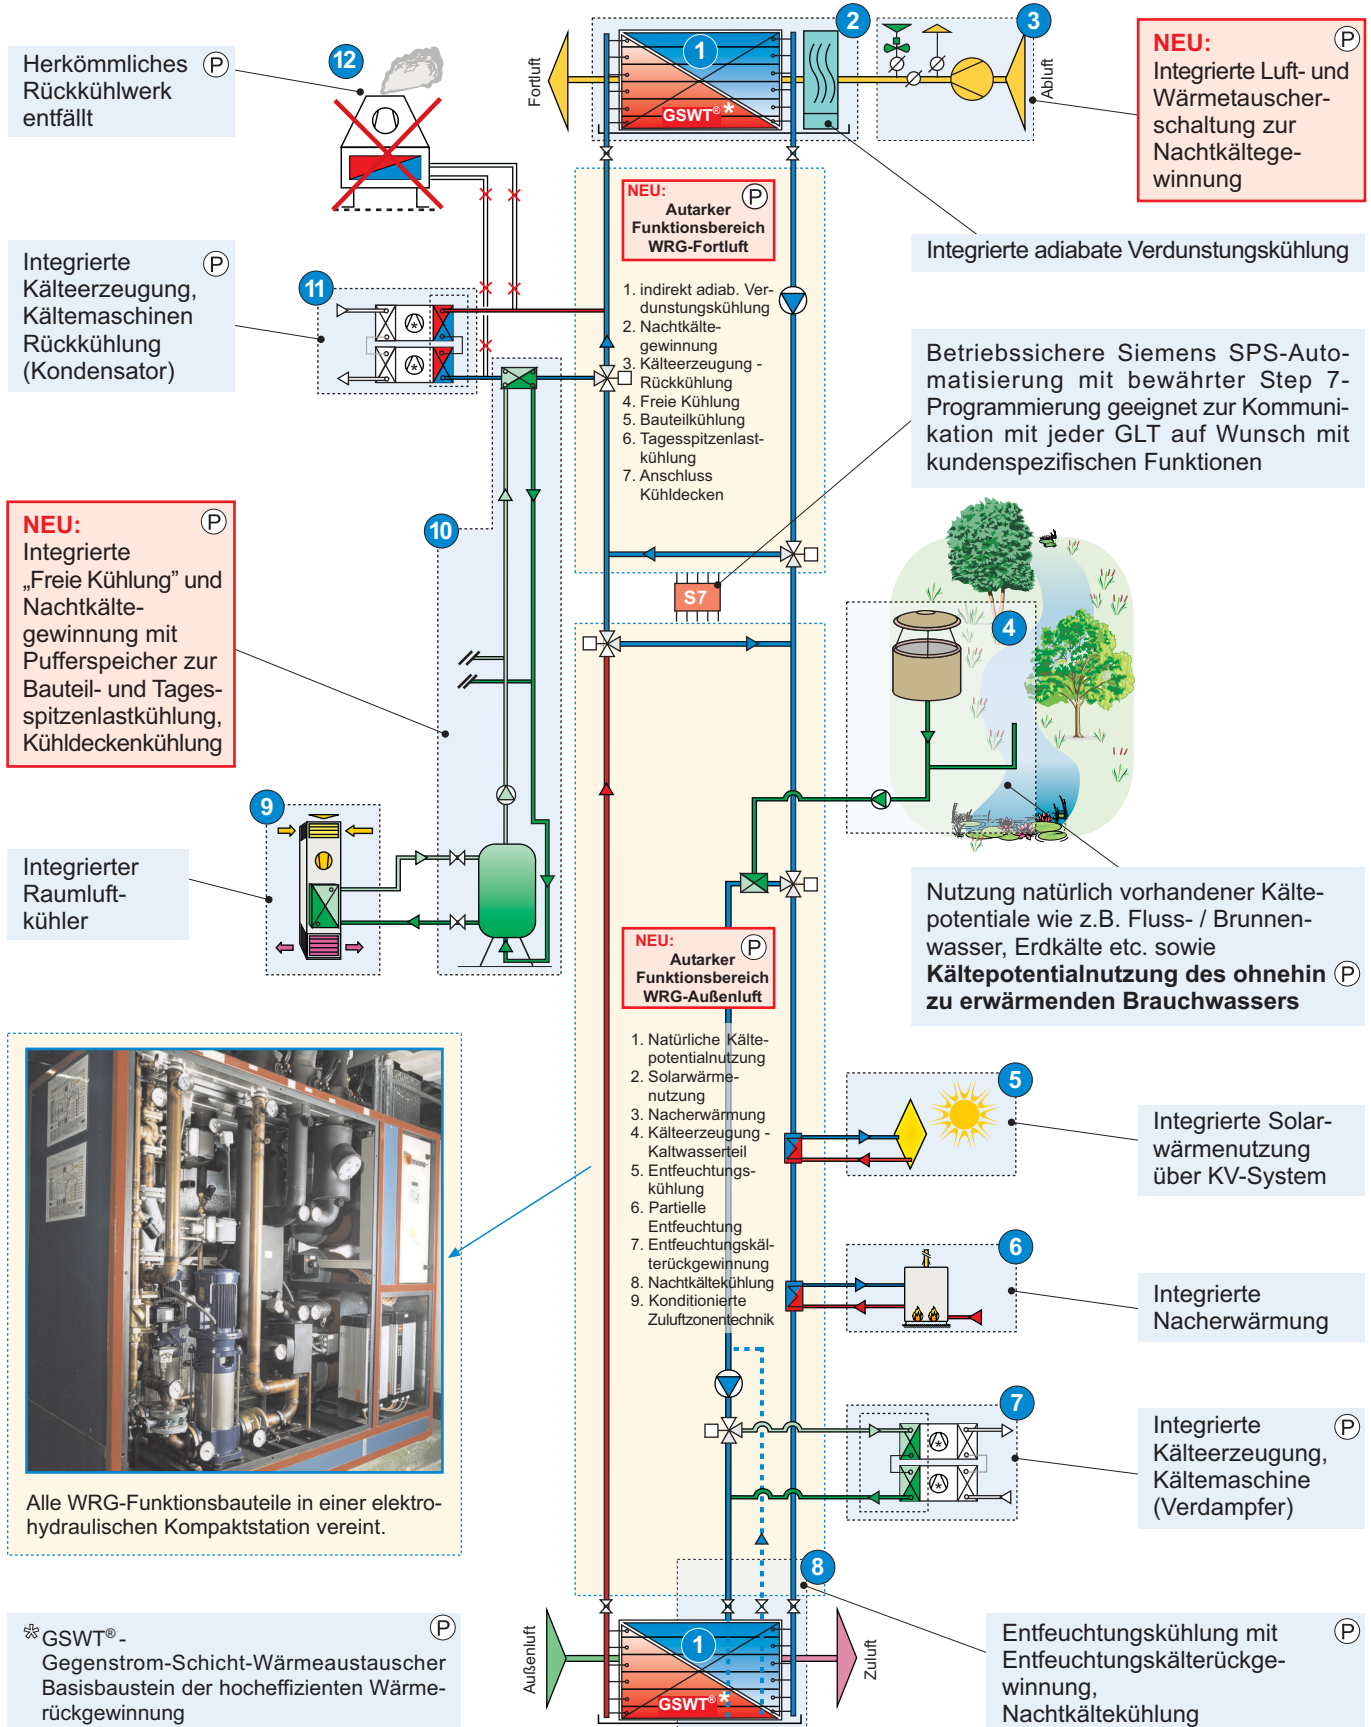 Herkömmliches
Rückkühlwerk
entfällt
P
12
Fortluft
1
GSWT®*
2
3
Abluft
NEU:
P
Integrierte Luft- und
Wärmetauscher-
schaltung zur
Nachtkältege-
winnung
Integrierte adiabate Verdunstungskühlung
Integrierte
Kälteerzeugung,
Kältemaschinen
Rückkühlung
(Kondensator)
P
11
NEU:
P
Autarker
Funktionsbereich
WRG-Fortluft
1. indirekt adiab. Ver-
dunstungskühlung
2. Nachtkälte-
gewinnung
3. Kälteerzeugung -
Rückkühlung
4. Freie Kühlung
5. Bauteilkühlung
6. Tagesspitzenlast-
kühlung
7. Anschluss
Kühldecken
Betriebssichere Siemens SPS-Auto-
matisierung mit bewährter Step 7-
Programmierung geeignet zur Kommuni-
kation mit jeder GLT auf Wunsch mit
kundenspezifischen Funktionen
NEU:
P
Integrierte
„Freie Kühlung” und
Nachtkälte-
gewinnung mit
Pufferspeicher zur
Bauteil- und Tages-
spitzenlastkühlung,
Kühldeckenkühlung
10
S7
4
9
Integrierter
Raumluft-
kühler
Nutzung natürlich vorhandener Kälte-
potentiale wie z.B. Fluss- / Brunnen-
wasser, Erdkälte etc. sowie
Kältepotentialnutzung des ohnehin
zu erwärmenden Brauchwassers
P
NEU:
P
Autarker
Funktionsbereich
WRG-Außenluft
1. Natürliche Kälte-
potentialnutzung
2. Solarwärme-
nutzung
3. Nacherwärmung
4. Kälteerzeugung -
Kaltwasserteil
5. Entfeuchtungs-
kühlung
6. Partielle
Entfeuchtung
7. Entfeuchtungskäl-
terückgewinnung
8. Nachtkältekühlung
9. Konditionierte
Zuluftzonentechnik
5
Integrierte Solar-
wärmenutzung
über KV-System
6
Integrierte
Nacherwärmung
7
Integrierte
Kälteerzeugung,
Kältemaschine
(Verdampfer)
P
Alle WRG-Funktionsbauteile in einer elektro-
hydraulischen Kompaktstation vereint.
8
* GSWT® -
Gegenstrom-Schicht-Wärmeaustauscher
Basisbaustein der hocheffizienten Wärme-
rückgewinnung
P
Außenluft
1
GSWT®*
Zuluft
Entfeuchtungskühlung mit
Entfeuchtungskälterückge-
winnung,
Nachtkältekühlung
P